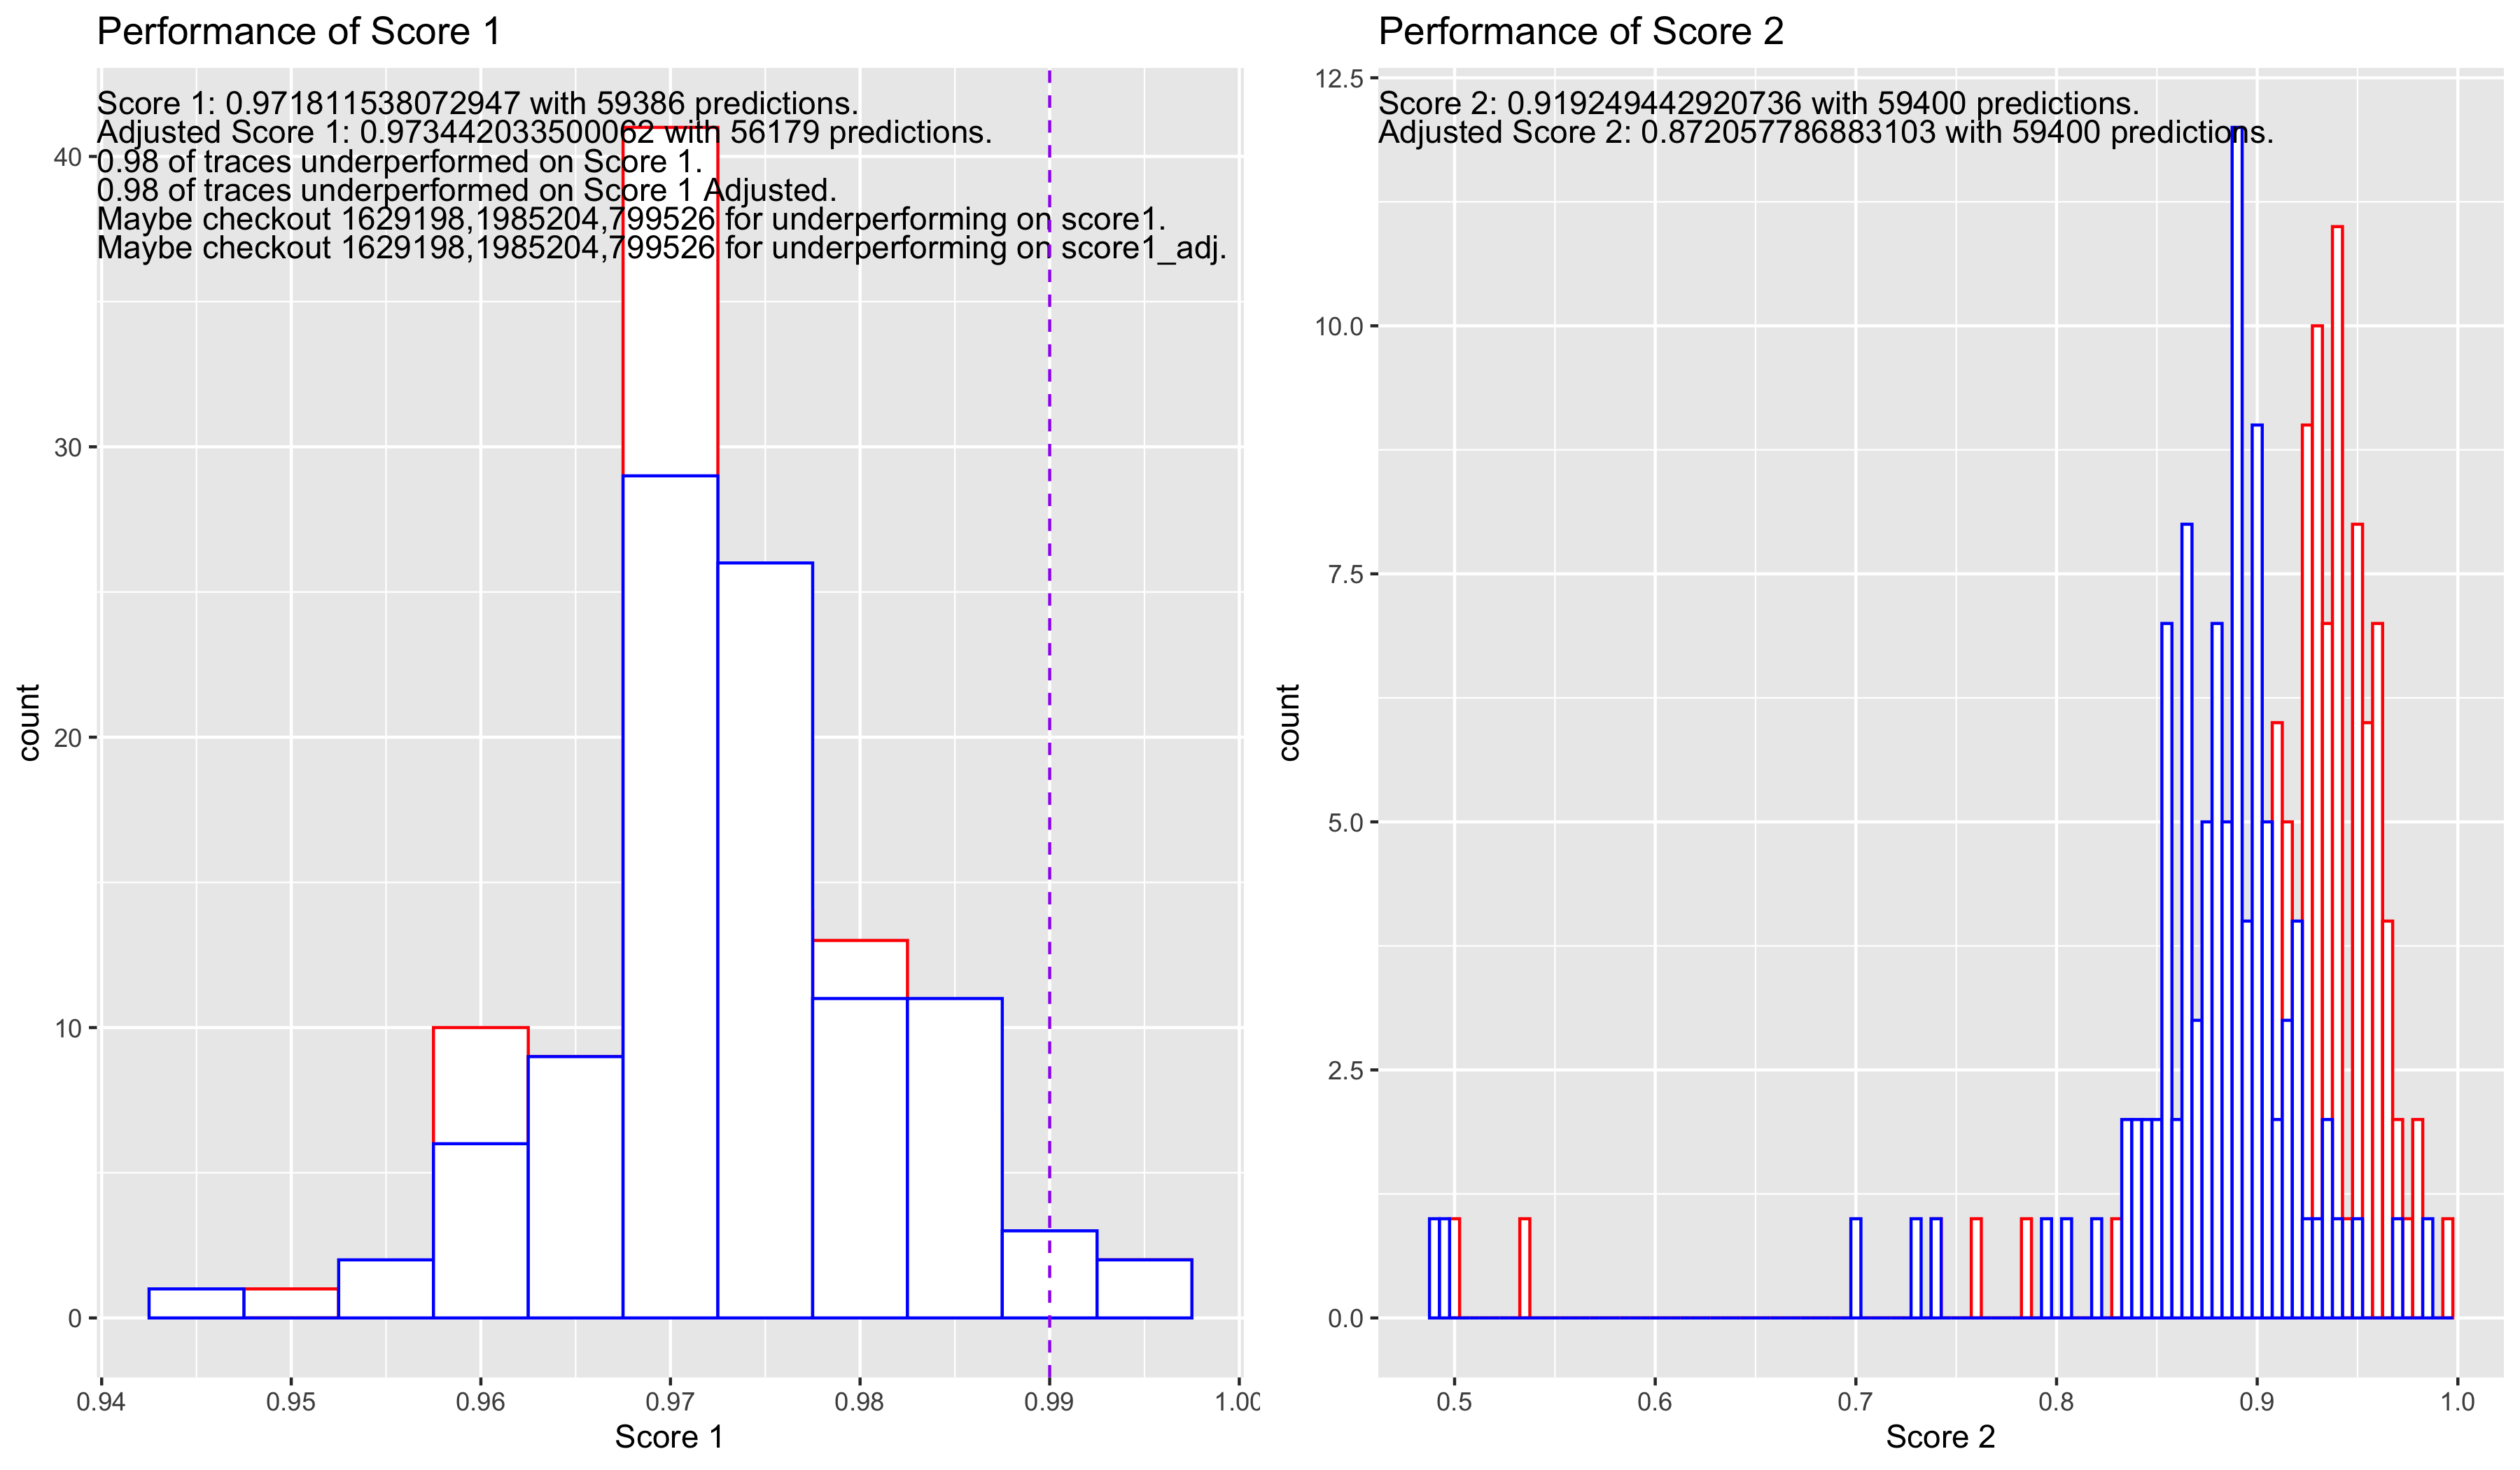 Performance of Score 1
Score 1: 0.971811538072947 with 59386 predictions.
Adjusted Score 1: 0.973442033500062 with 56179 predictions.
0.98 of traces underperformed on Score 1.
0.98 of traces underperformed on Score 1 Adjusted.
Maybe checkout 1629198,1985204,799526 for underperforming on score1.
Maybe checkout 1629198,1985204,799526 for underperforming on score1_adj.
40
30
20
10
0
count
0.94 0.95 0.96 0.97 0.98 0.99 1.00
Score 1
Performance of Score 2
Score 2: 0.919249442920736 with 59400 predictions.
Adjusted Score 2: 0.872057786883103 with 59400 predictions.
12.5
10.0
7.5
5.0
2.5
0.0
count
0.5 0.6 0.7 0.8 0.9 1.0
Score 2